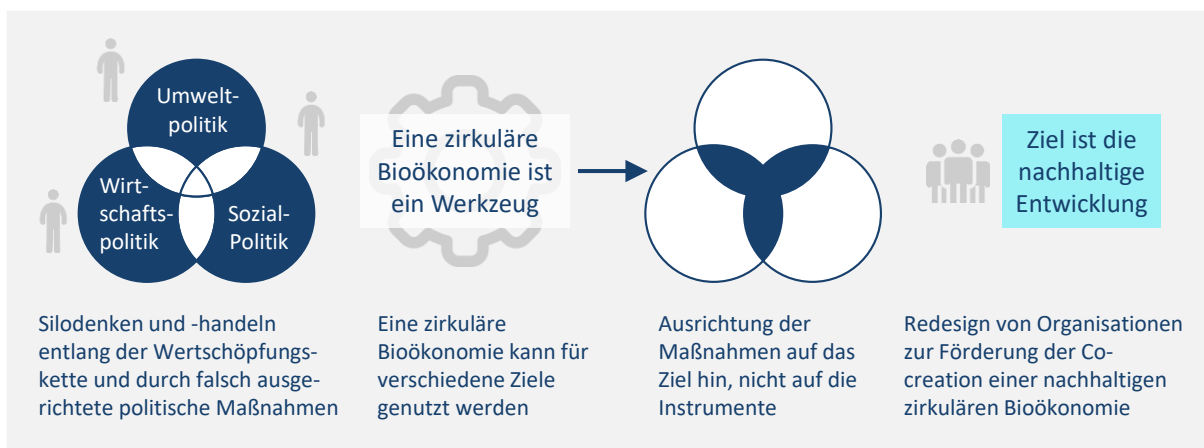 Umwelt-
politik
Wirt-
schafts-
politik
Sozial-
Politik
Eine zirkuläre
Bioökonomie ist
ein Werkzeug
Ziel ist die
nachhaltige
Entwicklung
Silodenken und -handeln
entlang der Wertschöpfungs-
kette und durch falsch ausge-
richtete politische Maßnahmen
Eine zirkuläre
Bioökonomie kann für
verschiedene Ziele
genutzt werden
Ausrichtung der
Maßnahmen auf das
Ziel hin, nicht auf die
Instrumente
Redesign von Organisationen
zur Förderung der Co-
creation einer nachhaltigen
zirkulären Bioökonomie